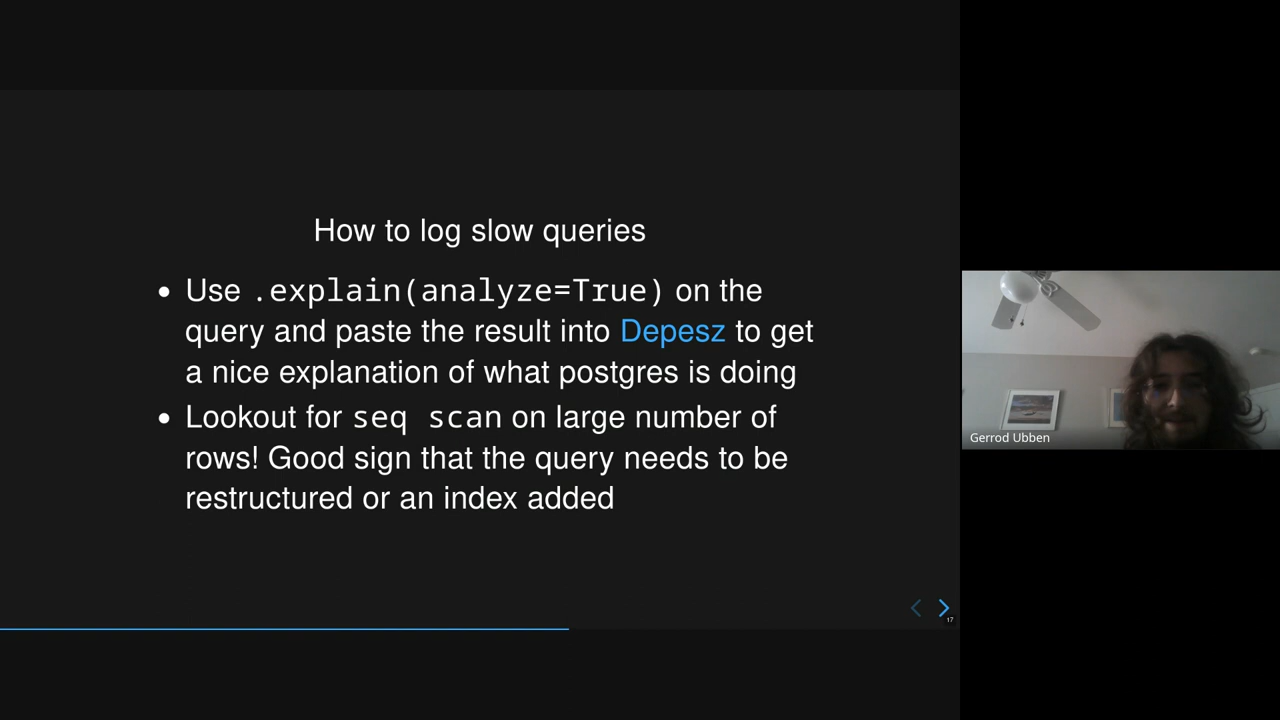 How to log slow queries
• Use .explain(analyze=True) on the
query and paste the result into Depesz to get
a nice explanation of what postgres is doing
• Lookout for seq scan on large number of
rows! Good sign that the query needs to be
restructured or an index added
17
Gerrod Ubben